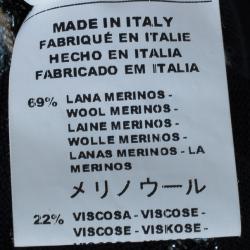 MADE IN ITALY
FABRIQUÉ EN ITALIE
HECHO EN ITALIA
FABRICADO EM ITALIA
69% LANA MERINOS -
WOOL MERINOS -
LAINE MERINOS -
WOLLE MERINOS -
LANAS MERINOS - LA
MERINOS
メリノウール
22% VISCOSA - VISCOSE -
VISCOSE - VISKOSE -